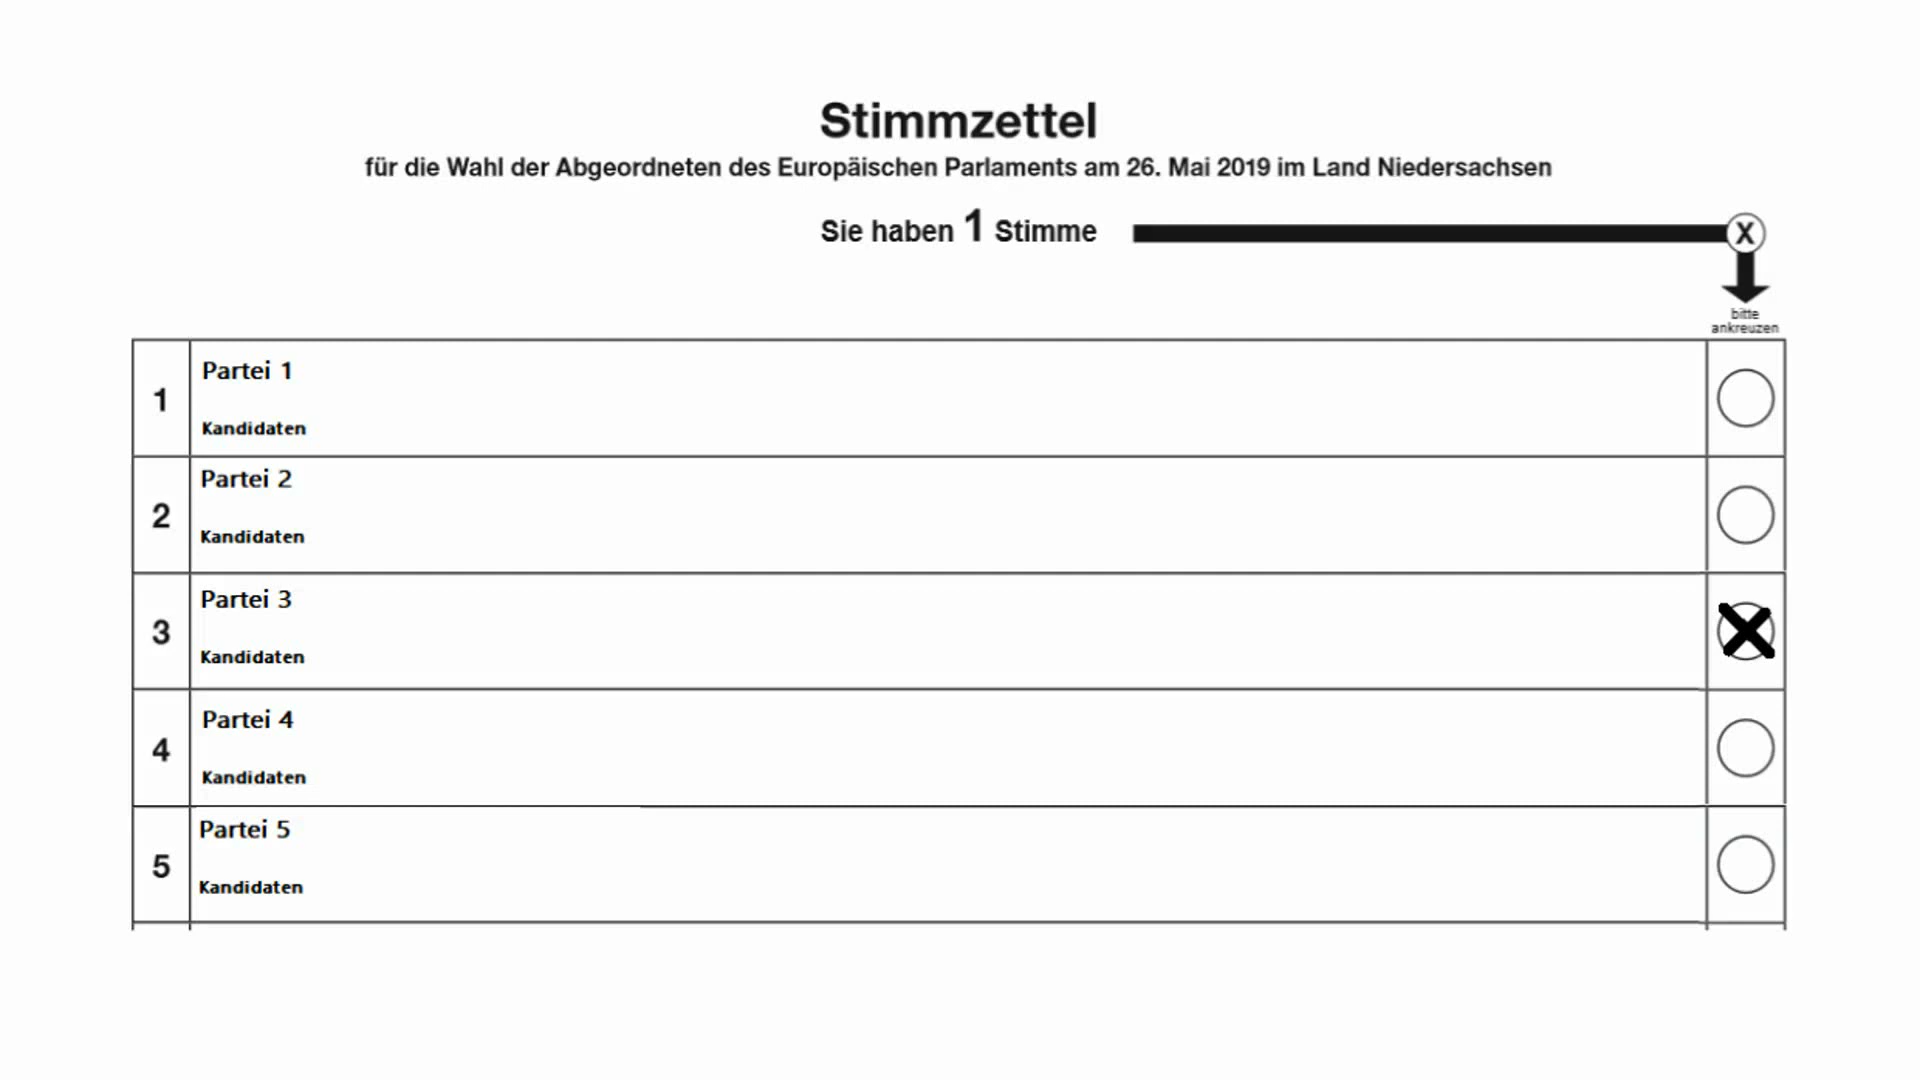 Stimmzettel
für die Wahl der Abgeordneten des Europäischen Parlaments am 26. Mai 2019 im Land Niedersachsen
Sie haben 1 Stimme
X
bitte
ankreuzen
1
Partei 1
Kandidaten
2
Partei 2
Kandidaten
3
Partei 3
Kandidaten
4
Partei 4
Kandidaten
5
Partei 5
Kandidaten